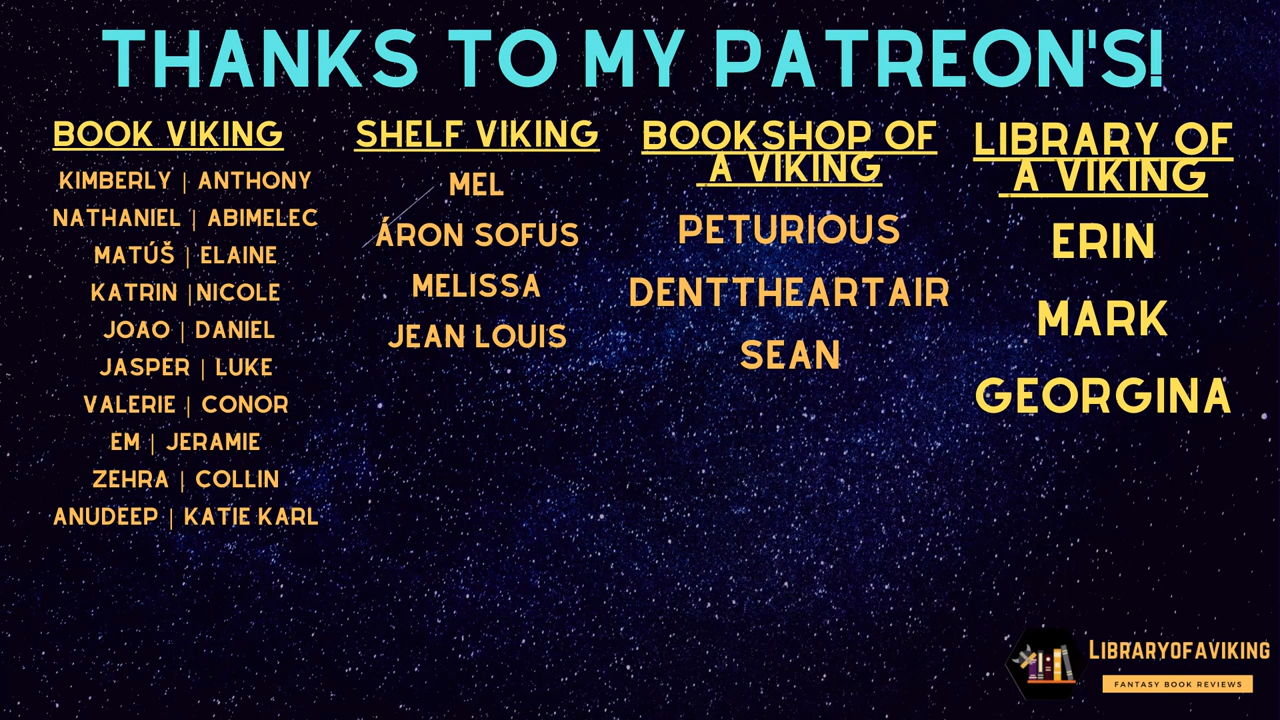 THANKS TO MY PATREON'S!
BOOK VIKING
KIMBERLY | ANTHONY
NATHANIEL | ABIMELEC
MATÚŠ | ELAINE
KATRIN |NICOLE
JOAO | DANIEL
JASPER | LUKE
VALERIE | CONOR
EM | JERAMIE
ZEHRA | COLLIN
ANUDEEP | KATIE KARL
SHELF VIKING
MEL
ÁRON SOFUS
MELISSA
JEAN LOUIS
BOOKSHOP OF
A VIKING
PETURIOUS
DENTTHEARTAIR
SEAN
LIBRARY OF
A VIKING
ERIN
MARK
GEORGINA
LIBRARYOFAVIKING
FANTASY BOOK REVIEWS